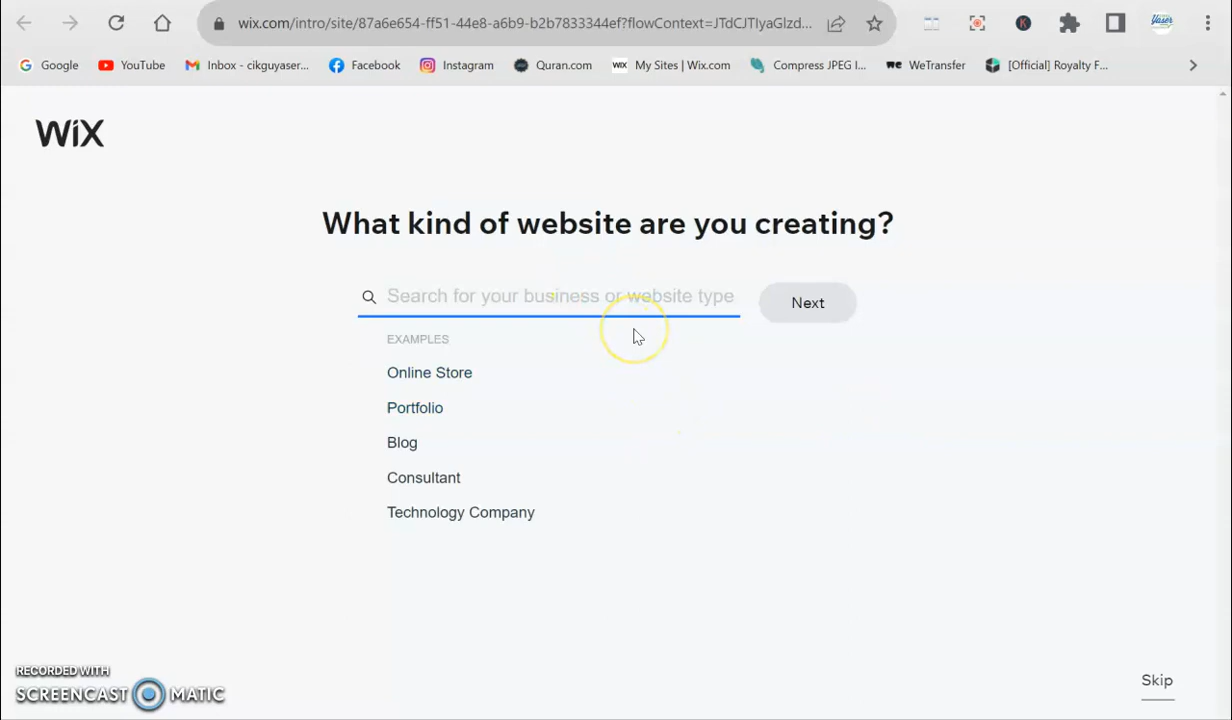 wix.com/intro/site/87a6e654-ff51-44e8-a6b9-b2b7833344ef?flowContext=JTdCJTIyaGlzd...
Google YouTube Inbox - cikguyaser... Facebook Instagram Quran.com WIX My Sites | Wix.com Compress JPEG I... we WeTransfer [Official] Royalty F...
WiX
What kind of website are you creating?
Search for your business or website type
Next
EXAMPLES
Online Store
Portfolio
Blog
Consultant
Technology Company
Skip
RECORDED WITH
SCREENCAST MATIC